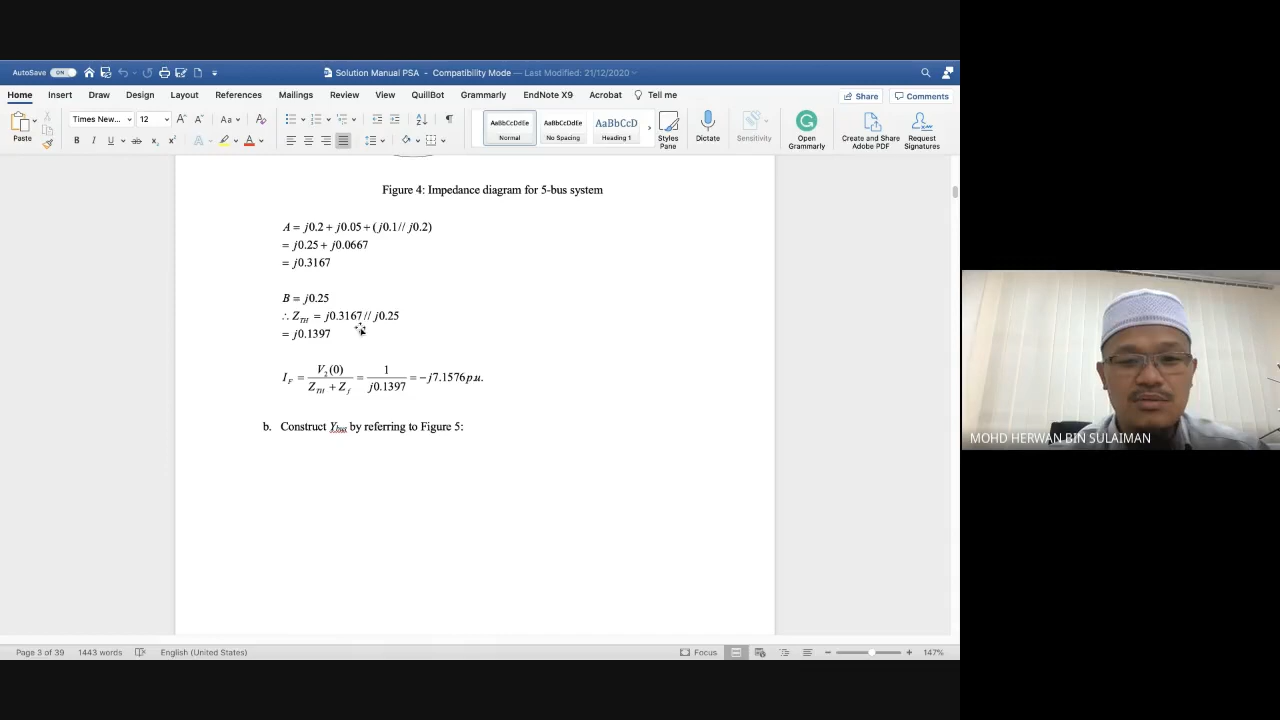 AutoSave ON Solution Manual PSA - Compatibility Mode — Last Modified: 21/12/2020
Home Insert Draw Design Layout References Mailings Review View QuillBot Grammarly EndNote X9 Acrobat Tell me Share Comments
Paste Times New... 12 A A Aa A AaBbCcDdEe AaBbCcDdEe AaBbCcD Styles Dictate Sensitivity Open Create and Share Request
B I U ab x₂ x² A A Normal No Spacing Heading 1 Pane Grammarly Adobe PDF Signatures
Figure 4: Impedance diagram for 5-bus system
A = j0.2 + j0.05 + (j0.1// j0.2)
= j0.25 + j0.0667
= j0.3167
B = j0.25
∴ Z_TH = j0.3167// j0.25
= j0.1397
I_F = V_2(0) / (Z_TH + Z_f) = 1 / j0.1397 = -j7.1576p.u.
b. Construct Y_bus by referring to Figure 5:
MOHD HERWAN BIN SULAIMAN
Page 3 of 39 1443 words English (United States) Focus 147%